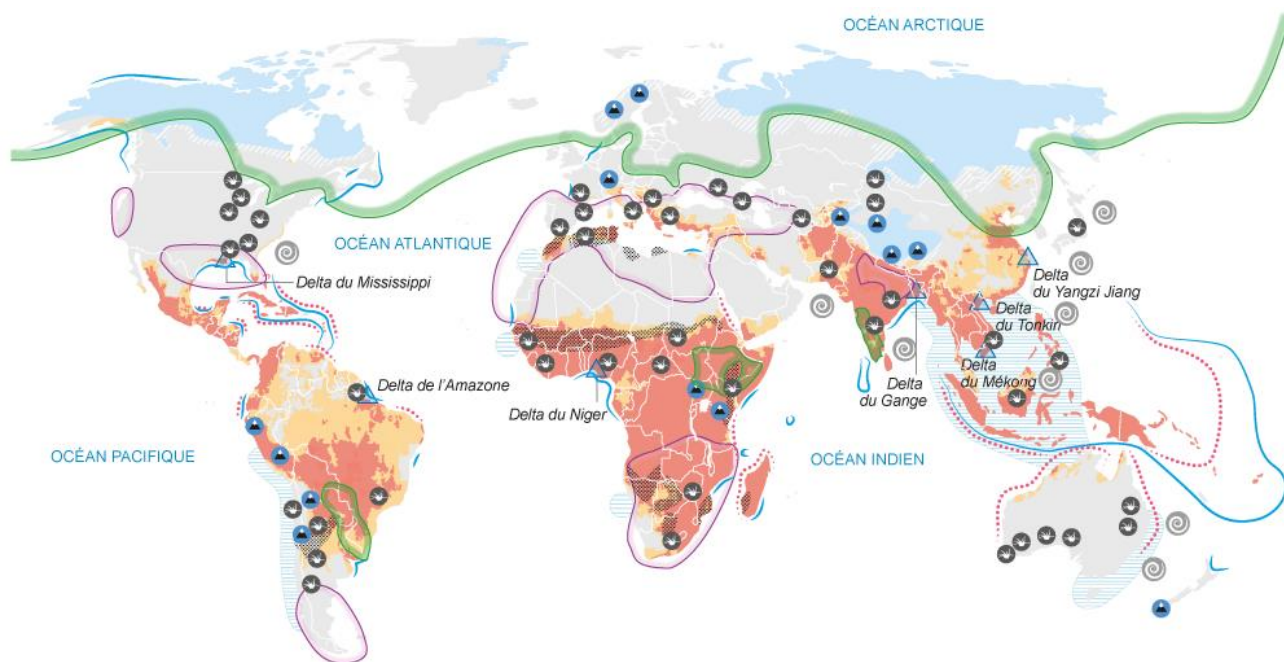 OCÉAN ARCTIQUE
OCÉAN ATLANTIQUE
Delta du Mississippi
Delta
du Yangzi Jiang
Delta
du Tonkin
Delta
du Mékong
Delta
du Gange
Delta de l’Amazone
Delta du Niger
OCÉAN PACIFIQUE
OCÉAN INDIEN